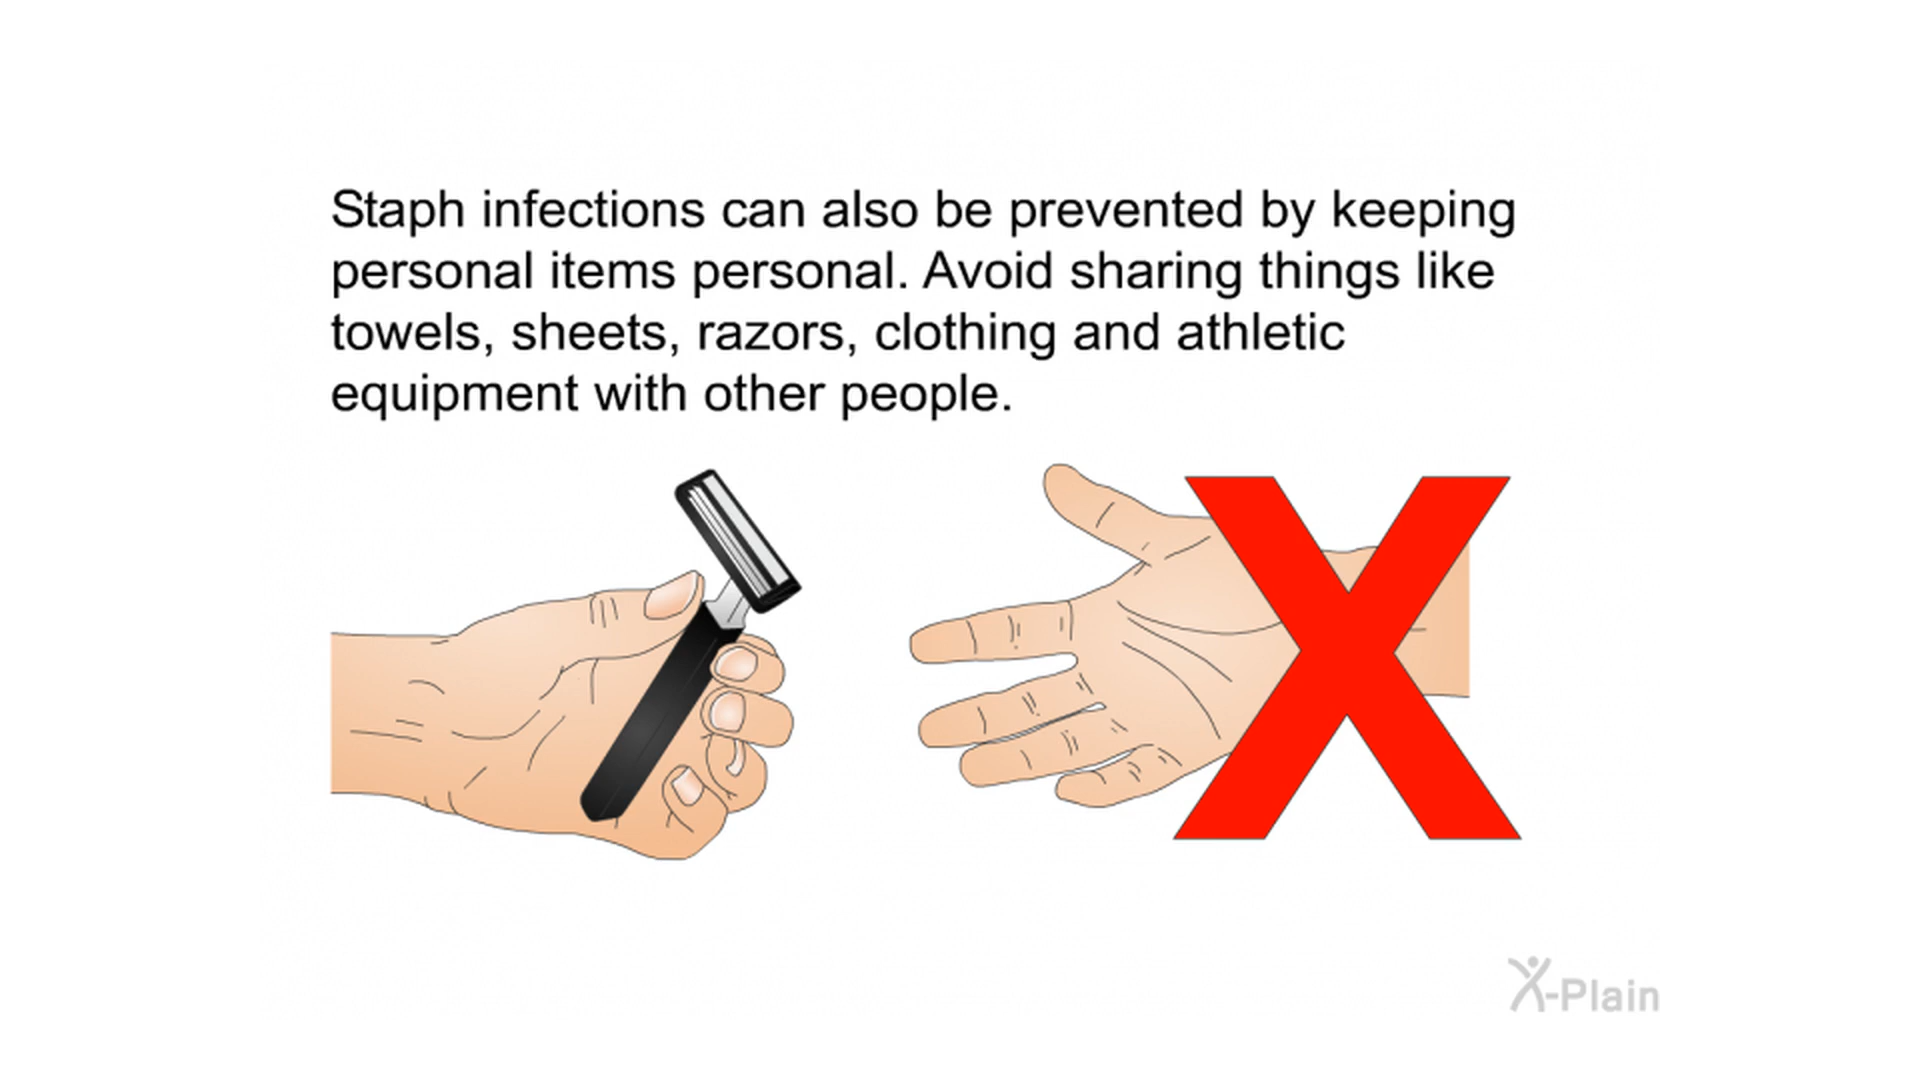 Staph infections can also be prevented by keeping
personal items personal. Avoid sharing things like
towels, sheets, razors, clothing and athletic
equipment with other people.
X-Plain